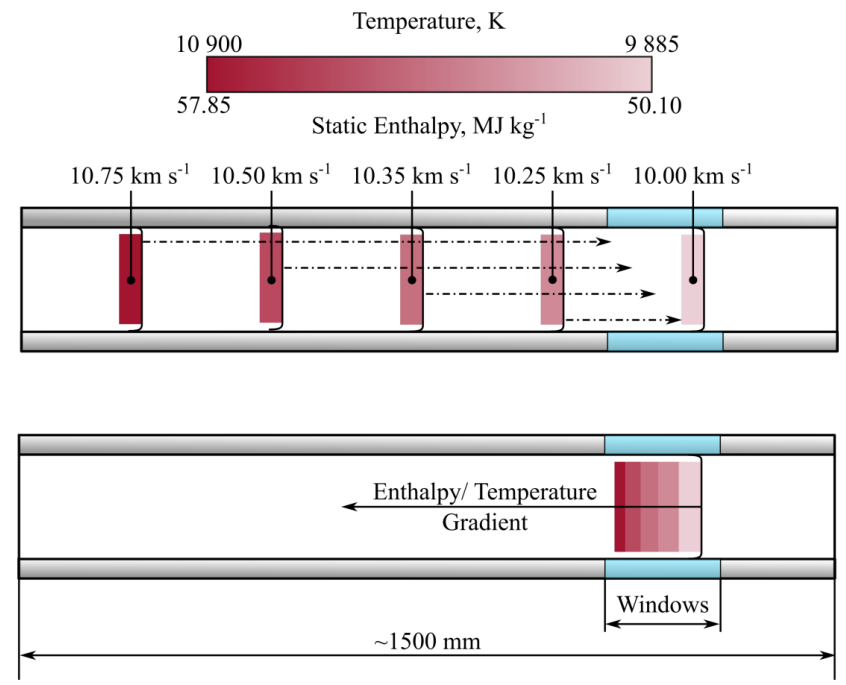 Temperature, K
10 900
9 885
57.85
50.10
Static Enthalpy, MJ kg⁻¹
10.75 km s⁻¹ 10.50 km s⁻¹ 10.35 km s⁻¹ 10.25 km s⁻¹ 10.00 km s⁻¹
Enthalpy/ Temperature
Gradient
Windows
~1500 mm